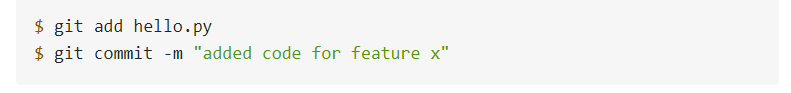 $ git add hello.py
$ git commit -m "added code for feature x"